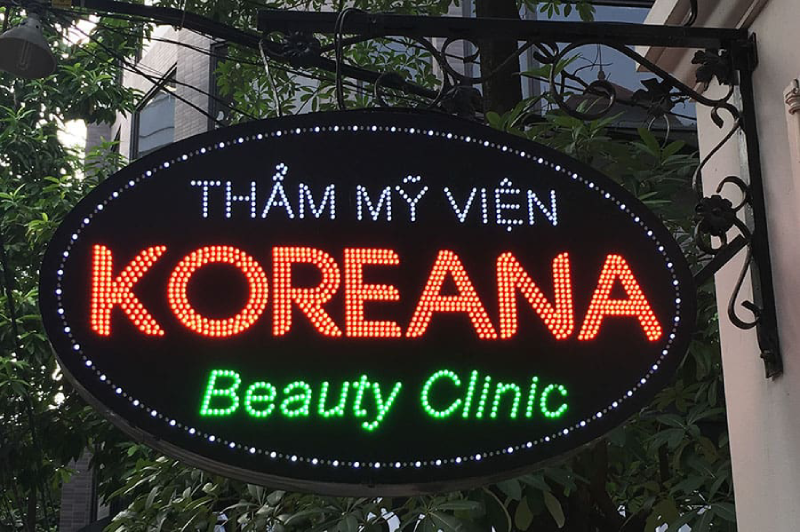 THẨM MỸ VIỆN
KOREANA
Beauty Clinic